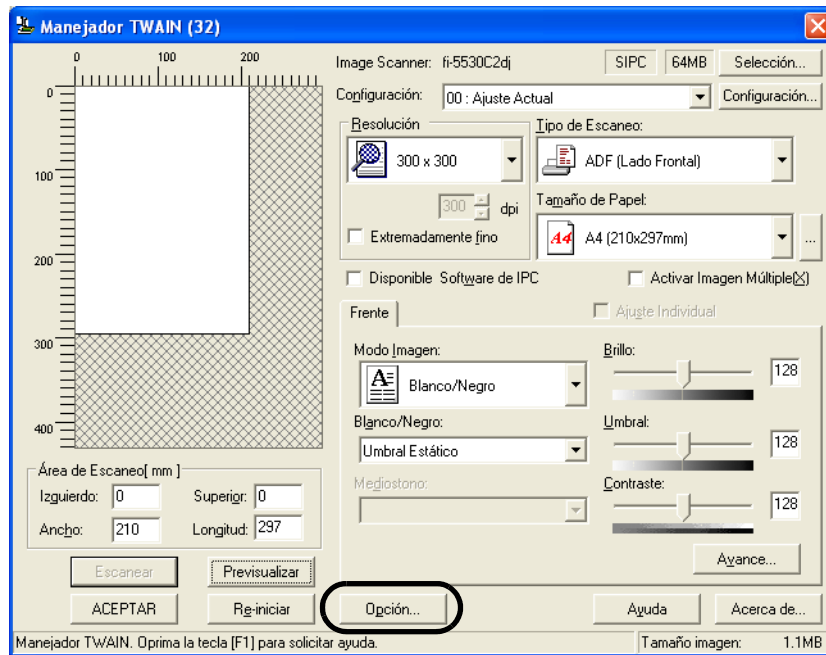 Manejador TWAIN (32)
0 100 200
0
100
200
300
400
Image Scanner: fi-5530C2dj SIPC 64MB Selección...
Configuración: 00 : Ajuste Actual Configuración...
Resolución
300 x 300
300 dpi
Extremadamente fino
Tipo de Escaneo:
ADF (Lado Frontal)
Tamaño de Papel:
A4 A4 (210x297mm) ...
Disponible Software de IPC Activar Imagen Múltiple(X)
Frente Ajuste Individual
Modo Imagen:
Blanco/Negro
Blanco/Negro:
Umbral Estático
Mediostono:
Brillo:
128
Umbral:
128
Contraste:
128
Avance...
Área de Escaneo[ mm ]
Izguierdo: 0 Superior: 0
Ancho: 210 Longitud: 297
Escanear Previsualizar
ACEPTAR Re-iniciar Opción... Ayuda Acerca de...
Manejador TWAIN. Oprima la tecla [F1] para solicitar ayuda. Tamaño imagen: 1.1MB